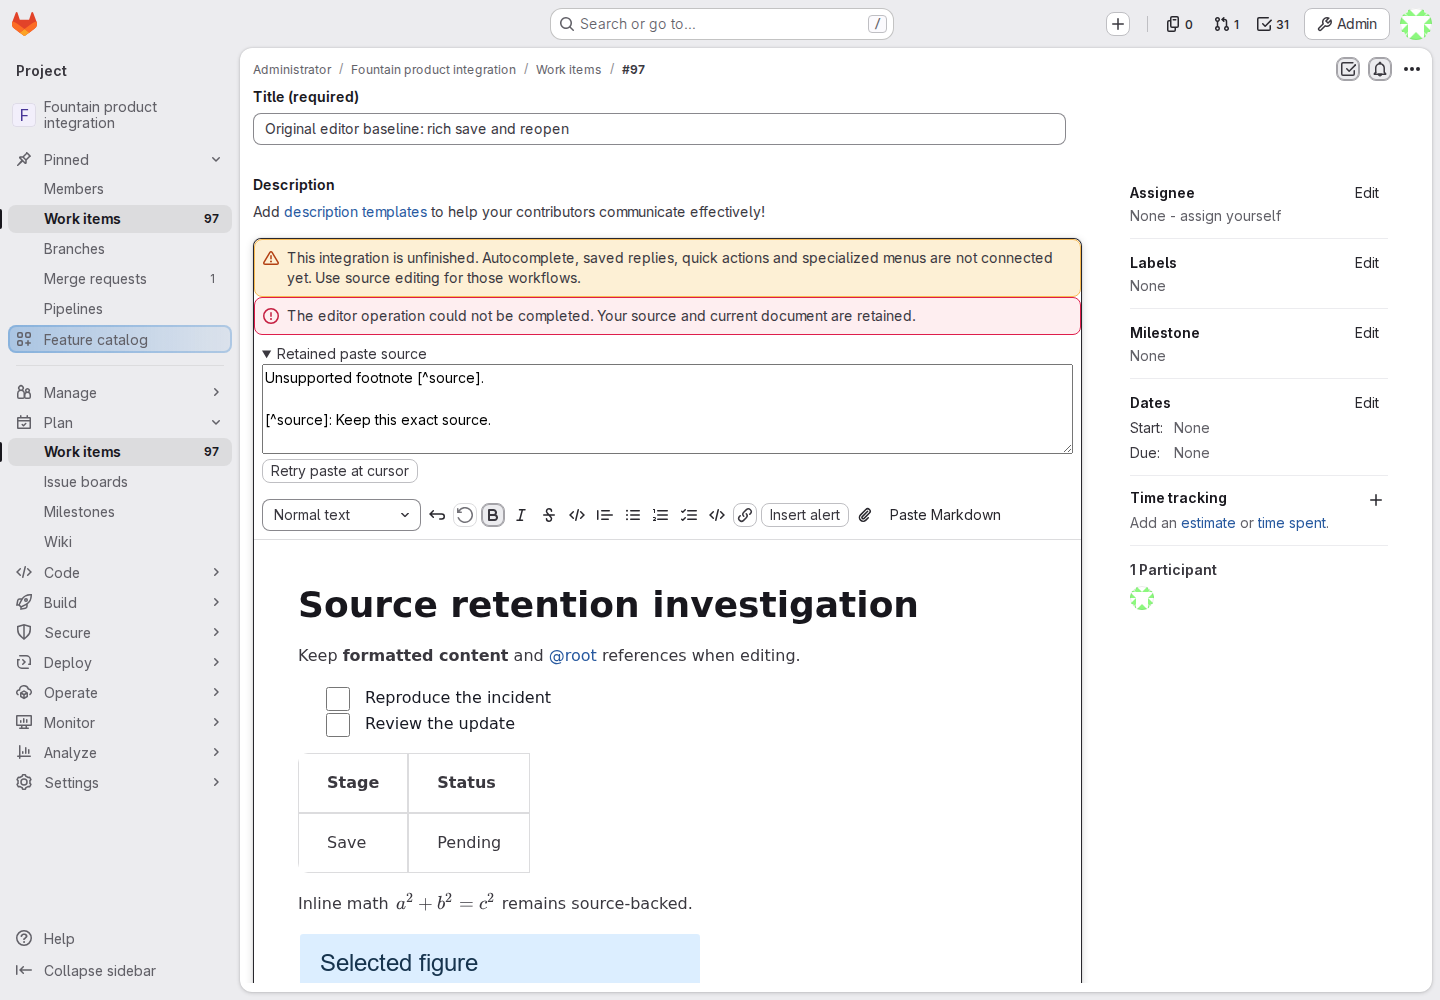 Search or go to...
/
0
1
31
Admin
Project
F
Fountain product integration
Pinned
Members
Work items 97
Branches
Merge requests 1
Pipelines
Feature catalog
Manage
Plan
Work items 97
Issue boards
Milestones
Wiki
Code
Build
Secure
Deploy
Operate
Monitor
Analyze
Settings
Help
Collapse sidebar
Administrator / Fountain product integration / Work items / #97
Title (required)
Original editor baseline: rich save and reopen
Description
Add description templates to help your contributors communicate effectively!
This integration is unfinished. Autocomplete, saved replies, quick actions and specialized menus are not connected
yet. Use source editing for those workflows.
The editor operation could not be completed. Your source and current document are retained.
Retained paste source
Unsupported footnote [^source].
[^source]: Keep this exact source.
Retry paste at cursor
Normal text
Insert alert
Paste Markdown
Source retention investigation
Keep formatted content and @root references when editing.
Reproduce the incident
Review the update
Stage Status
Save Pending
Inline math a² + b² = c² remains source-backed.
Selected figure
Assignee Edit
None - assign yourself
Labels Edit
None
Milestone Edit
None
Dates Edit
Start: None
Due: None
Time tracking
Add an estimate or time spent.
1 Participant